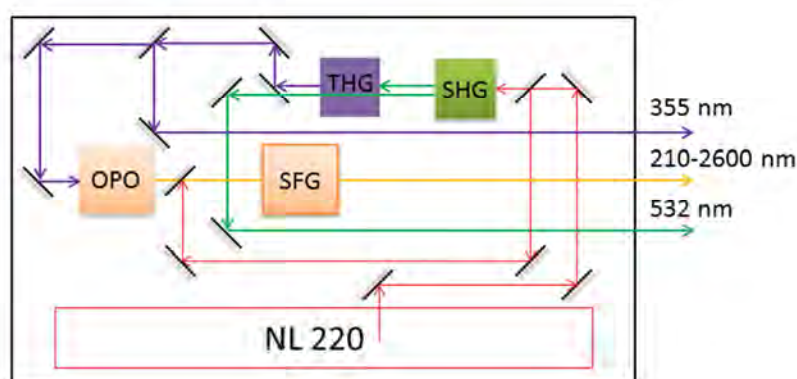 THG
SHG
355 nm
210-2600 nm
OPO
SFG
532 nm
NL 220